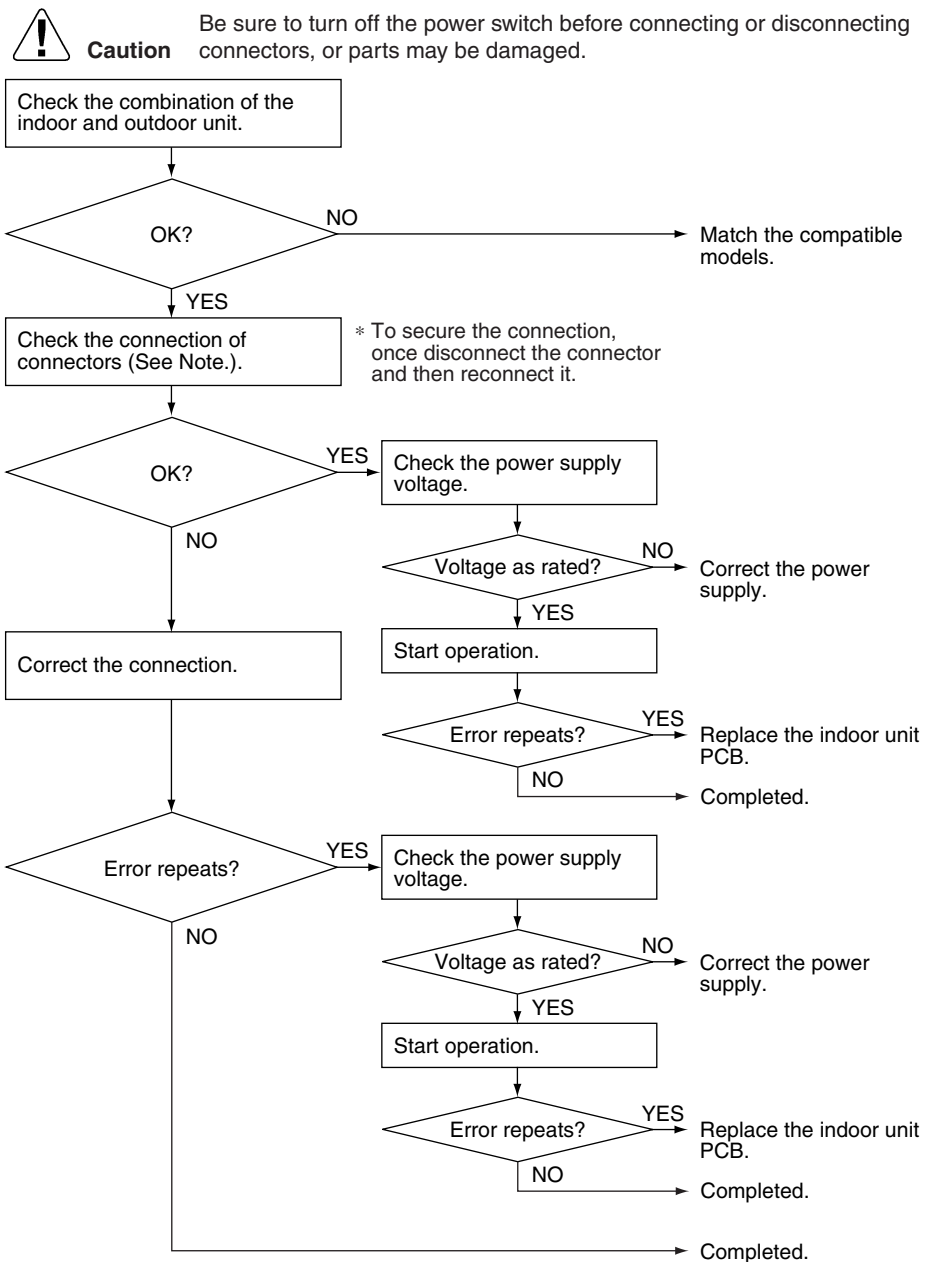 Be sure to turn off the power switch before connecting or disconnecting
Caution connectors, or parts may be damaged.
Check the combination of the
indoor and outdoor unit.
OK?
NO
Match the compatible
models.
YES
Check the connection of
connectors (See Note.).
* To secure the connection,
once disconnect the connector
and then reconnect it.
OK?
YES
Check the power supply
voltage.
NO
Voltage as rated?
NO
Correct the power
supply.
YES
Correct the connection.
Start operation.
Error repeats?
YES
Replace the indoor unit
PCB.
NO
Completed.
Error repeats?
YES
Check the power supply
voltage.
NO
Voltage as rated?
NO
Correct the power
supply.
YES
Start operation.
Error repeats?
YES
Replace the indoor unit
PCB.
NO
Completed.
Completed.